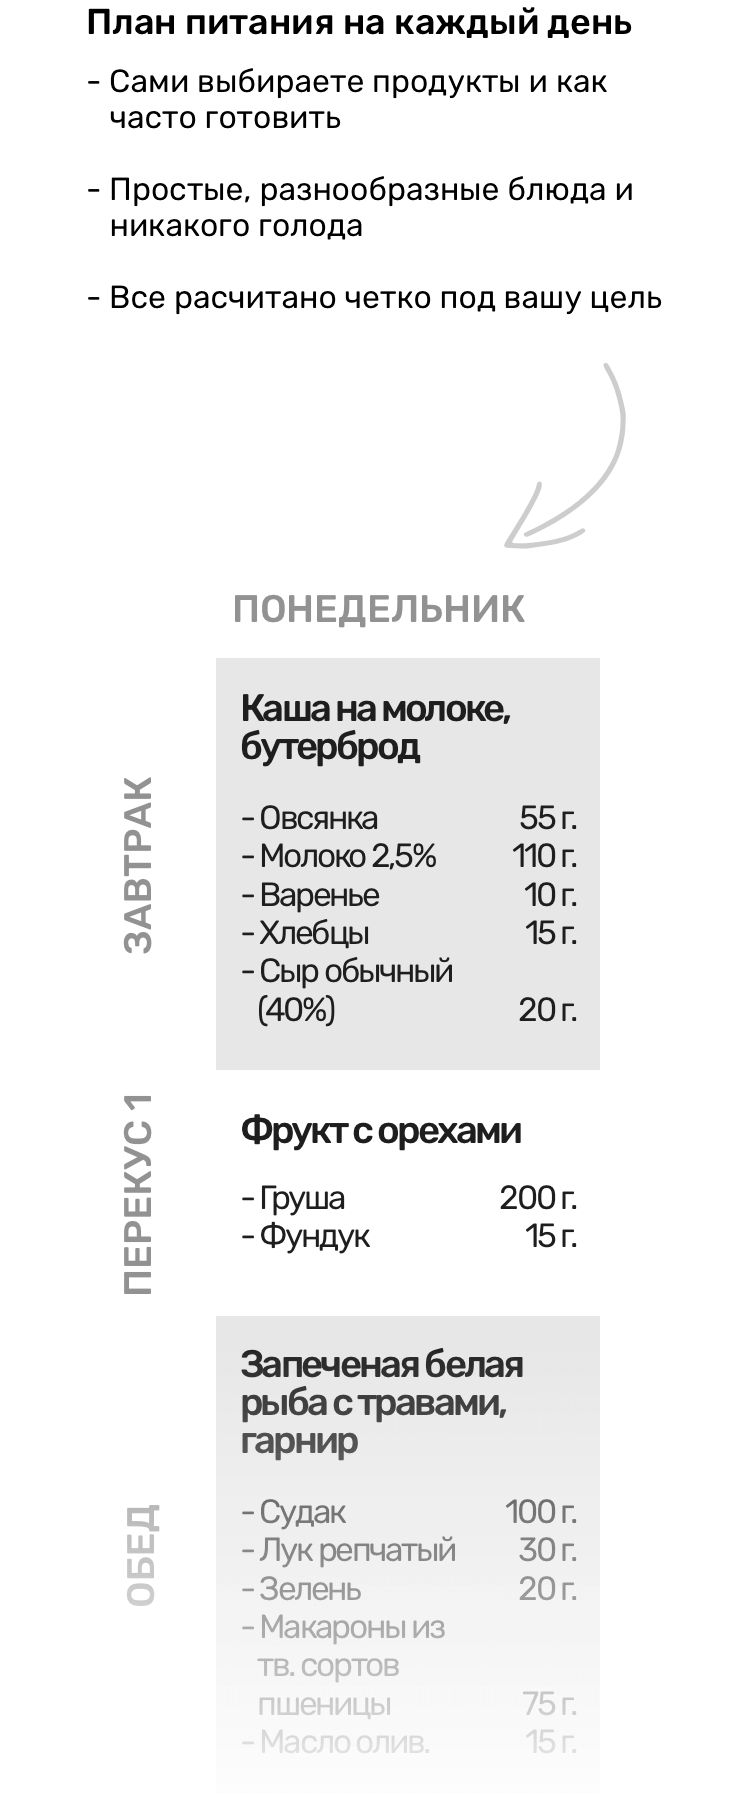 План питания на каждый день
- Сами выбираете продукты и как
часто готовить
- Простые, разнообразные блюда и
никакого голода
- Все расчитано четко под вашу цель
ПОНЕДЕЛЬНИК
ЗАВТРАК
Каша на молоке,
бутерброд
- Овсянка 55 г.
- Молоко 2,5% 110 г.
- Варенье 10 г.
- Хлебцы 15 г.
- Сыр обычный
(40%) 20 г.
ПЕРЕКУС 1
Фрукт с орехами
- Груша 200 г.
- Фундук 15 г.
ОБЕД
Запеченая белая
рыба с травами,
гарнир
- Судак 100 г.
- Лук репчатый 30 г.
- Зелень 20 г.
- Макароны из
тв. сортов
пшеницы 75 г.
- Масло олив. 15 г.